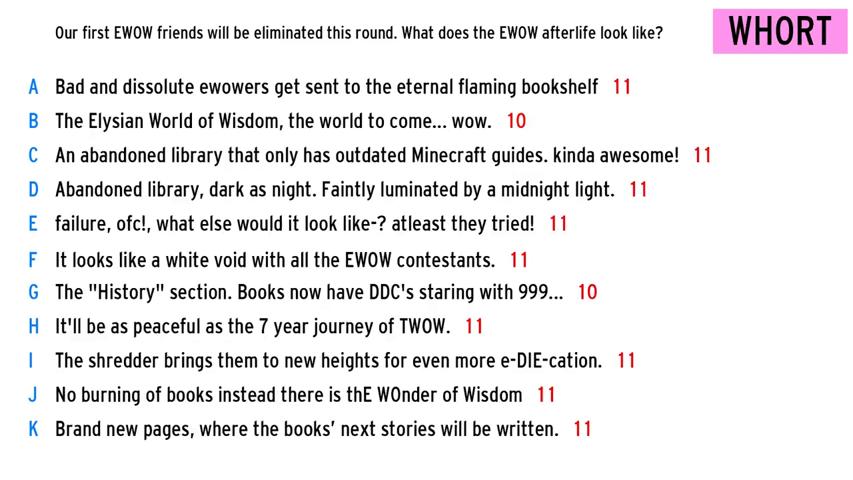 Our first EWOW friends will be eliminated this round. What does the EWOW afterlife look like?
WHORT
A Bad and dissolute ewowers get sent to the eternal flaming bookshelf 11
B The Elysian World of Wisdom, the world to come... wow. 10
C An abandoned library that only has outdated Minecraft guides. kinda awesome! 11
D Abandoned library, dark as night. Faintly luminated by a midnight light. 11
E failure, ofc!, what else would it look like-? atleast they tried! 11
F It looks like a white void with all the EWOW contestants. 11
G The "History" section. Books now have DDC's staring with 999... 10
H It'll be as peaceful as the 7 year journey of TWOW. 11
I The shredder brings them to new heights for even more e-DIE-cation. 11
J No burning of books instead there is thE WOnder of Wisdom 11
K Brand new pages, where the books’ next stories will be written. 11